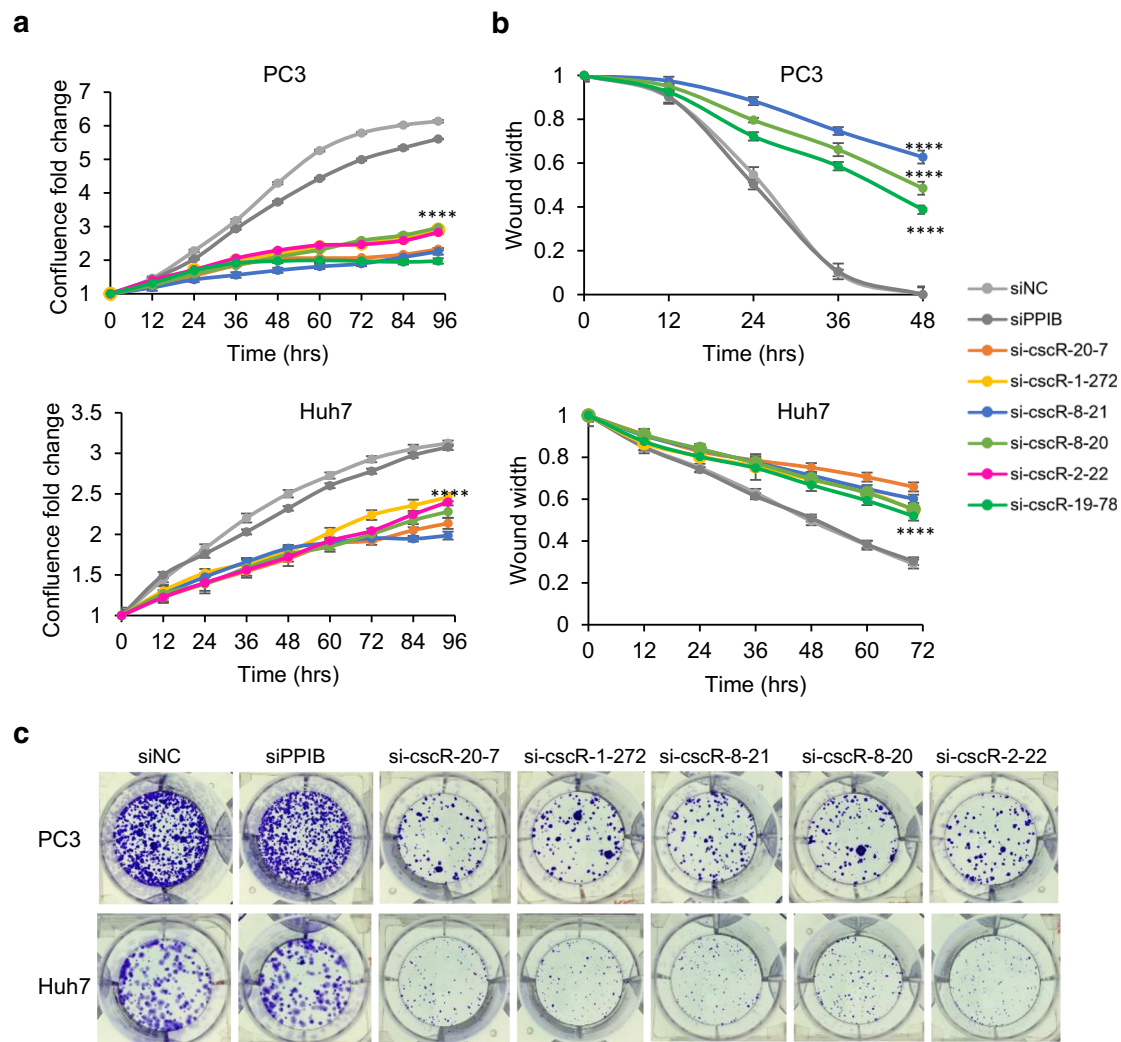 a
PC3
Confluence fold change
7
6
5
4
3
2
1
****
0 12 24 36 48 60 72 84 96
Time (hrs)
Huh7
Confluence fold change
3.5
3
2.5
2
1.5
1
****
0 12 24 36 48 60 72 84 96
Time (hrs)
b
PC3
Wound width
1
0.8
0.6
0.4
0.2
0
****
****
****
0 12 24 36 48
Time (hrs)
Huh7
Wound width
1
0.8
0.6
0.4
0.2
0
****
0 12 24 36 48 60 72
Time (hrs)
siNC
siPPIB
si-cscR-20-7
si-cscR-1-272
si-cscR-8-21
si-cscR-8-20
si-cscR-2-22
si-cscR-19-78
c
siNC siPPIB si-cscR-20-7 si-cscR-1-272 si-cscR-8-21 si-cscR-8-20 si-cscR-2-22
PC3
Huh7